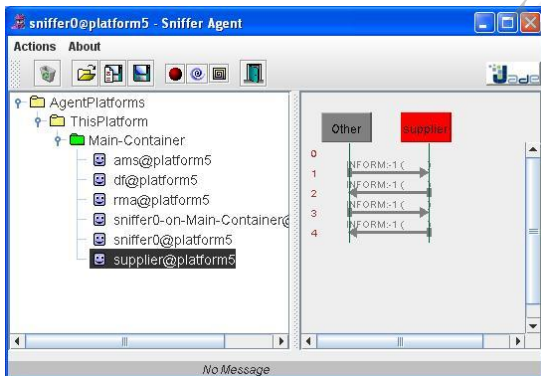 sniffer0@platform5 - Sniffer Agent
Actions About
Jade
AgentPlatforms
ThisPlatform
Main-Container
ams@platform5
df@platform5
rma@platform5
sniffer0-on-Main-Container@
sniffer0@platform5
supplier@platform5
Other supplier
0
1 INFORM:-1 ( )
2 INFORM:-1 ( )
3 INFORM:-1 ( )
4 INFORM:-1 ( )
No Message